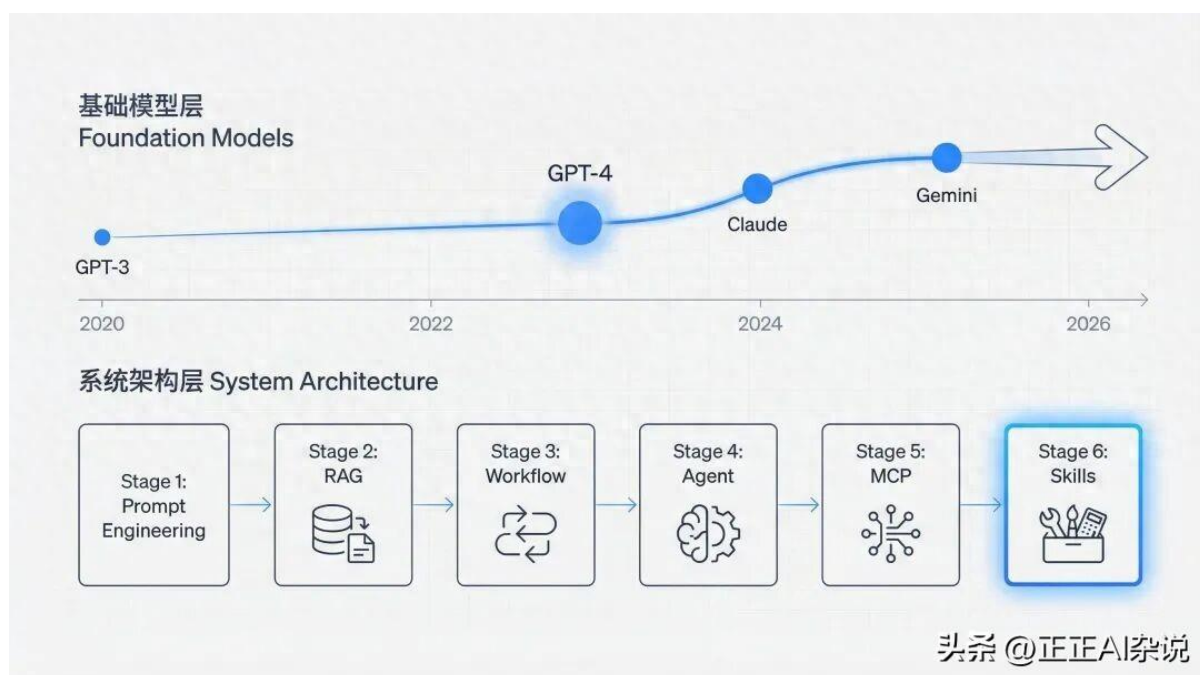 基础模型层
Foundation Models
GPT-4
Claude
Gemini
GPT-3
2020
2022
2024
2026
系统架构层 System Architecture
Stage 1:
Prompt
Engineering
Stage 2:
RAG
Stage 3:
Workflow
Stage 4:
Agent
Stage 5:
MCP
Stage 6:
Skills
头条 @正正AI杂说